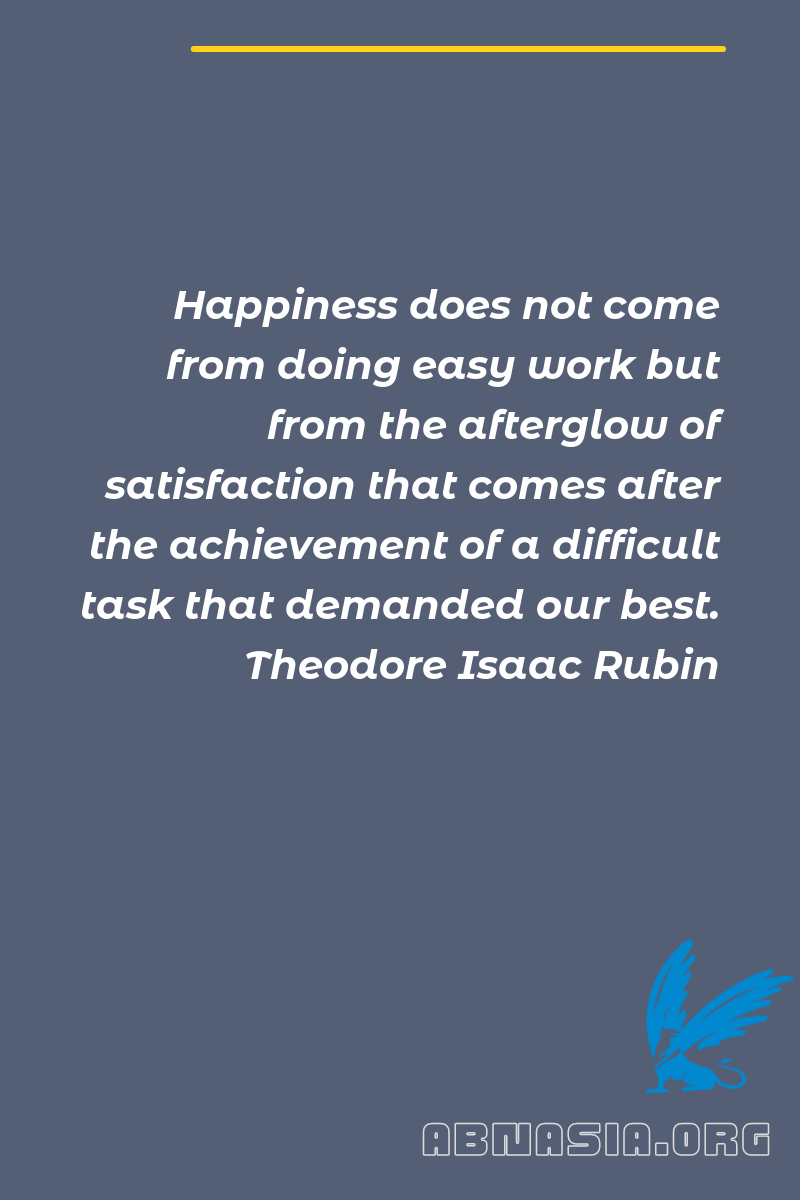 Happiness does not come
from doing easy work but
from the afterglow of
satisfaction that comes after
the achievement of a difficult
task that demanded our best.
Theodore Isaac Rubin
ABNASIA.ORG